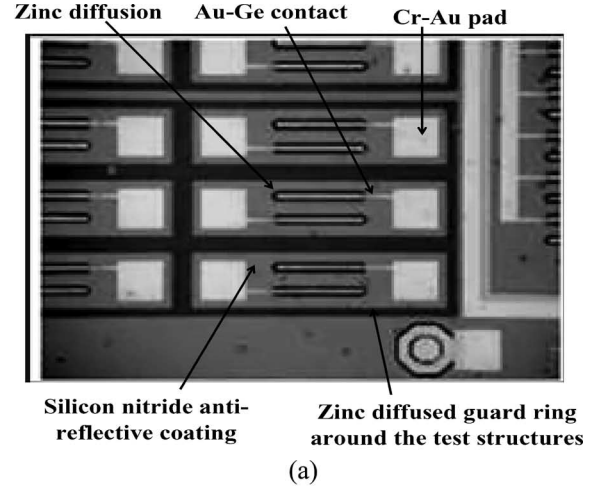 Zinc diffusion
Au-Ge contact
Cr-Au pad
Silicon nitride anti-
reflective coating
Zinc diffused guard ring
around the test structures
(a)